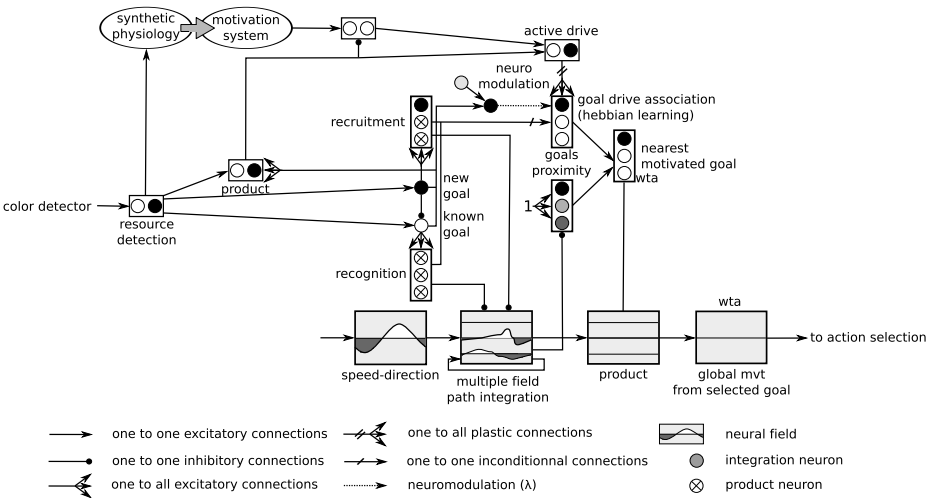 synthetic
physiology
motivation
system
active drive
neuro
modulation
goal drive association
(hebbian learning)
recruitment
goals
proximity
nearest
motivated goal
wta
product
new
goal
1
color detector
resource
detection
known
goal
recognition
wta
to action selection
speed-direction
multiple field
path integration
product
global mvt
from selected goal
one to one excitatory connections
one to all plastic connections
neural field
one to one inhibitory connections
one to one inconditionnal connections
integration neuron
one to all excitatory connections
neuromodulation (λ)
product neuron